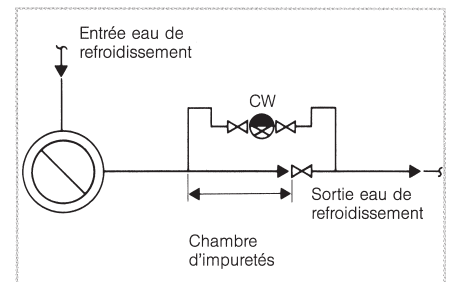 Entrée eau de
refroidissement
CW
Sortie eau de
refroidissement
Chambre
d'impuretés